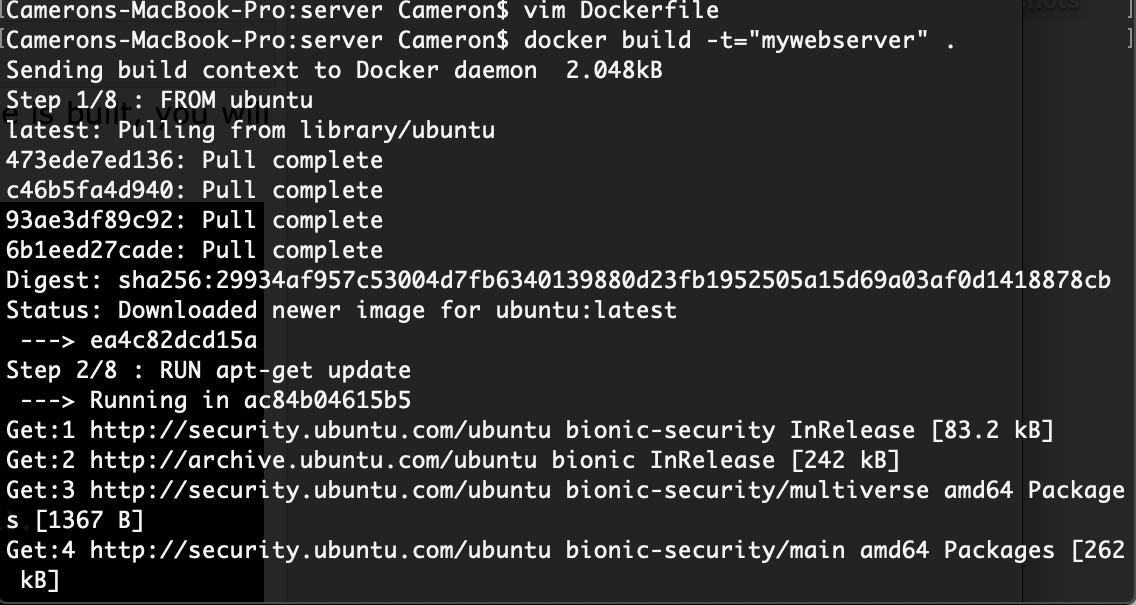 [Camerons-MacBook-Pro:server Cameron$ vim Dockerfile ]
[Camerons-MacBook-Pro:server Cameron$ docker build -t="mywebserver" . ]
Sending build context to Docker daemon  2.048kB
Step 1/8 : FROM ubuntu
latest: Pulling from library/ubuntu
473ede7ed136: Pull complete
c46b5fa4d940: Pull complete
93ae3df89c92: Pull complete
6b1eed27cade: Pull complete
Digest: sha256:29934af957c53004d7fb6340139880d23fb1952505a15d69a03af0d1418878cb
Status: Downloaded newer image for ubuntu:latest
 ---> ea4c82dcd15a
Step 2/8 : RUN apt-get update
 ---> Running in ac84b04615b5
Get:1 http://security.ubuntu.com/ubuntu bionic-security InRelease [83.2 kB]
Get:2 http://archive.ubuntu.com/ubuntu bionic InRelease [242 kB]
Get:3 http://security.ubuntu.com/ubuntu bionic-security/multiverse amd64 Package
s [1367 B]
Get:4 http://security.ubuntu.com/ubuntu bionic-security/main amd64 Packages [262
 kB]